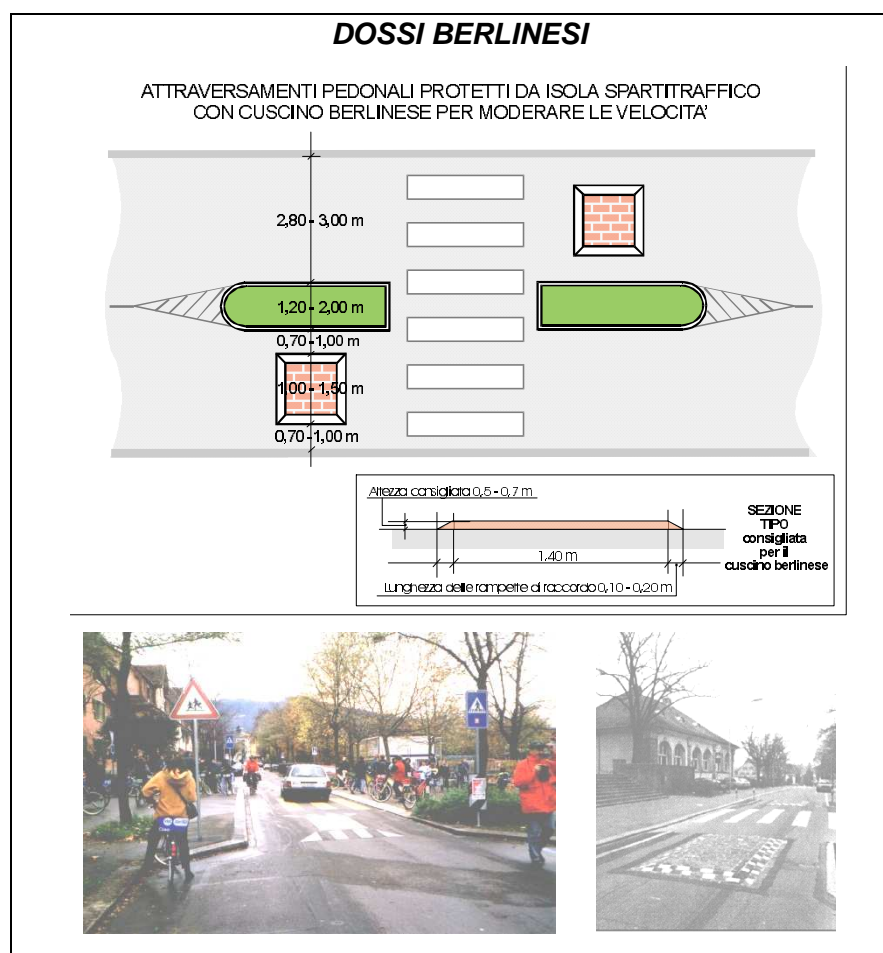 DOSSI BERLINESI
ATTRAVERSAMENTI PEDONALI PROTETTI DA ISOLA SPARTITRAFFICO
CON CUSCINO BERLINESE PER MODERARE LE VELOCITA'
2,80 - 3,00 m
1,20 - 2,00 m
0,70 - 1,00 m
1,00 - 1,50 m
0,70 - 1,00 m
Altezza consigliata 0,5 - 0,7 m
1,40 m
Lunghezza delle rampette di raccordo 0,10 - 0,20 m
SEZIONE
TIPO
consigliata
per il
cuscino berlinese